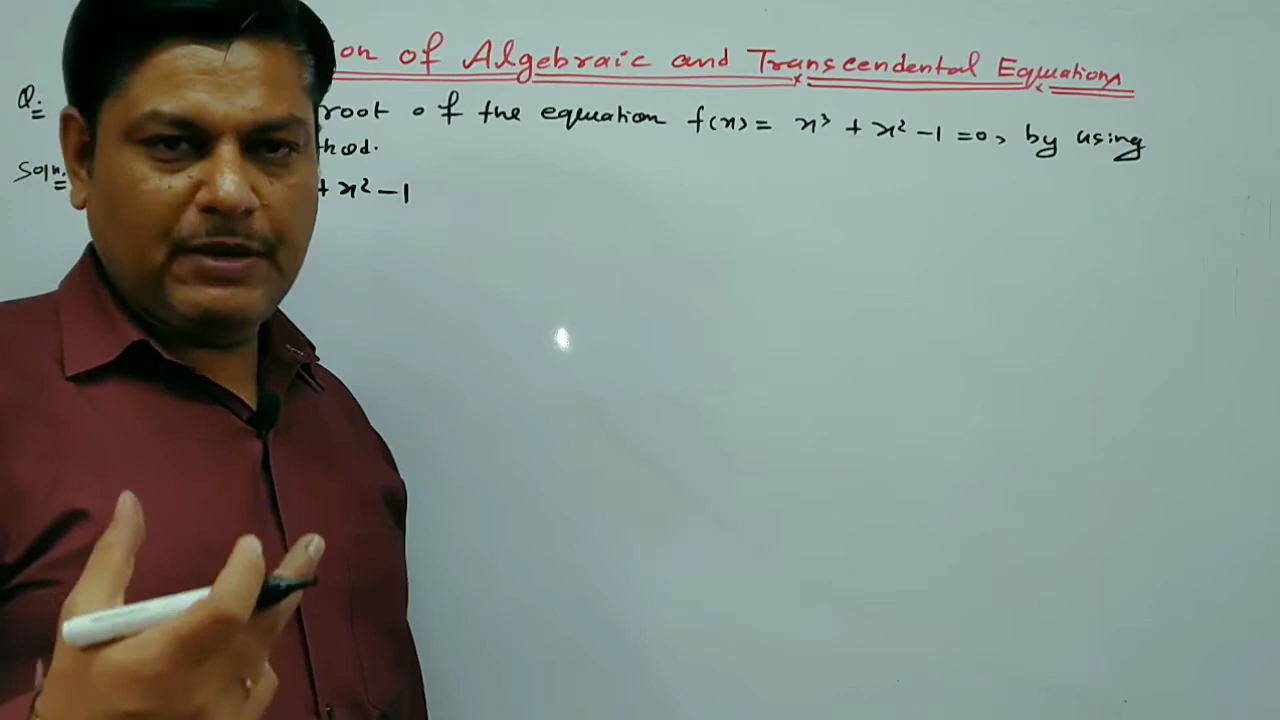 ion of Algebraic and Transcendental Equations
Q. root of the equation f(x) = x³ + x² - 1 = 0, by using
thod.
Soln. + x² - 1